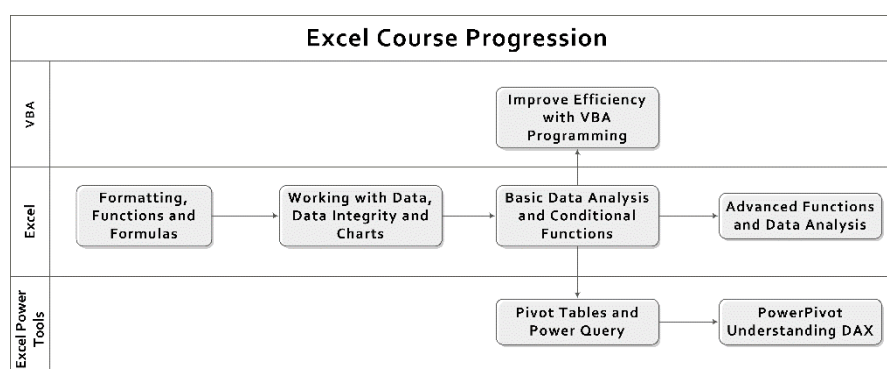 Excel Course Progression
VBA
Improve Efficiency
with VBA
Programming
Excel
Formatting,
Functions and
Formulas
Working with Data,
Data Integrity and
Charts
Basic Data Analysis
and Conditional
Functions
Advanced Functions
and Data Analysis
Excel Power
Tools
Pivot Tables and
Power Query
PowerPivot
Understanding DAX